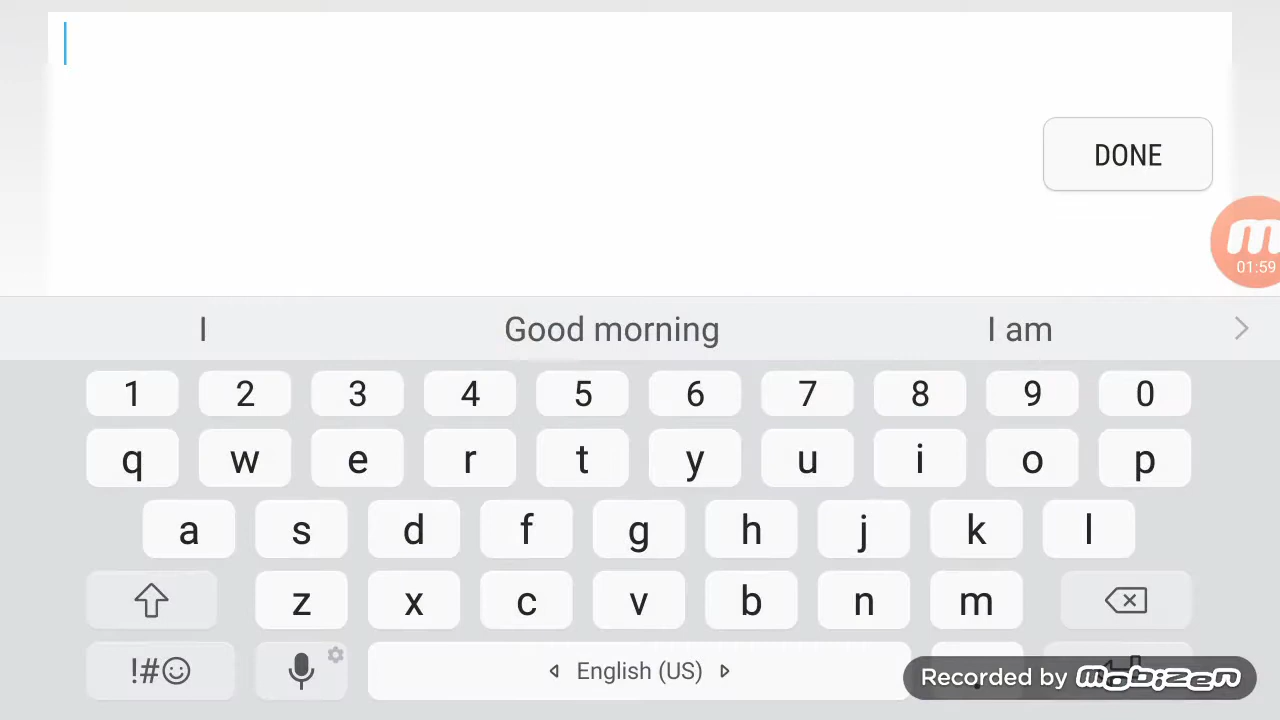 DONE
01:59
I Good morning I am
1 2 3 4 5 6 7 8 9 0
q w e r t y u i o p
a s d f g h j k l
z x c v b n m
!#☺ English (US)
Recorded by mobizen